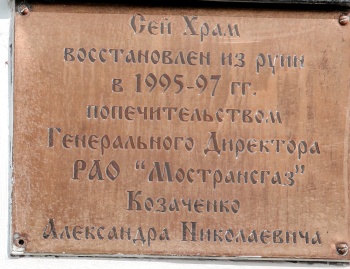 Сей Храм
восстановлен из руин
в 1995-97 гг.
попечительством
Генерального Директора
РАО "Мострансгаз"
Козаченко
Александра Николаевича